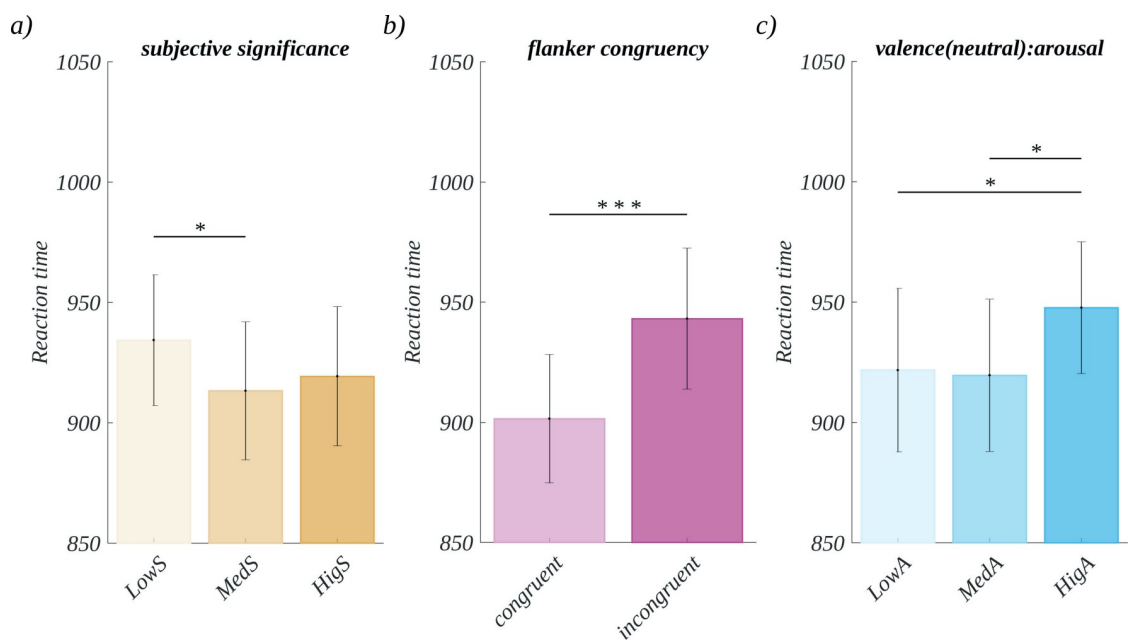 a)
subjective significance
1050
1000
950
900
850
Reaction time
*
LowS
MedS
HigS
b)
flanker congruency
1050
1000
950
900
850
Reaction time
* * *
congruent
incongruent
c)
valence(neutral):arousal
1050
1000
950
900
850
Reaction time
*
*
LowA
MedA
HigA